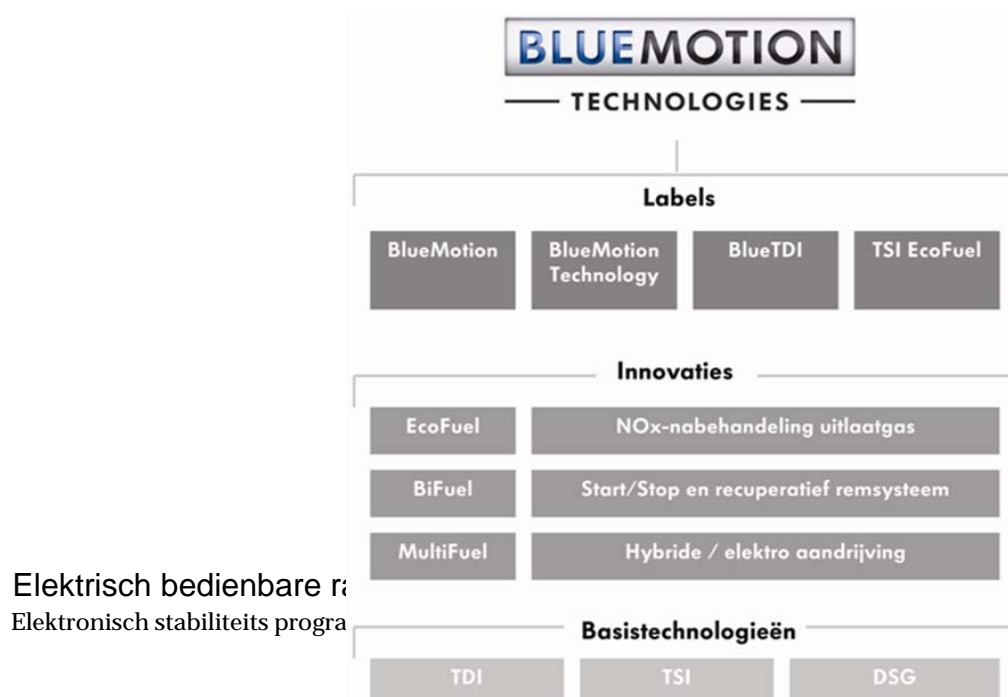 BLUEMOTION
TECHNOLOGIES
Labels
BlueMotion
BlueMotion
Technology
BlueTDI
TSI EcoFuel
Innovaties
EcoFuel
NOx-nabehandeling uitlaatgas
BiFuel
Start/Stop en recuperatief remsysteem
MultiFuel
Hybride / elektro aandrijving
Elektrisch bedienbare
Elektronisch stabiliteits
Basistechnologieën
TDI
TSI
DSG